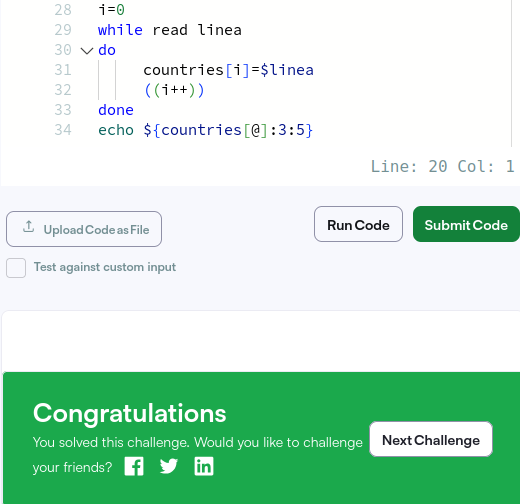 28 i=0
29 while read linea
30 do
31 countries[i]=$linea
32 ((i++))
33 done
34 echo ${countries[@]:3:5}
Line: 20 Col: 1
Upload Code as File
Run Code
Submit Code
Test against custom input
Congratulations
You solved this challenge. Would you like to challenge
your friends?
Next Challenge